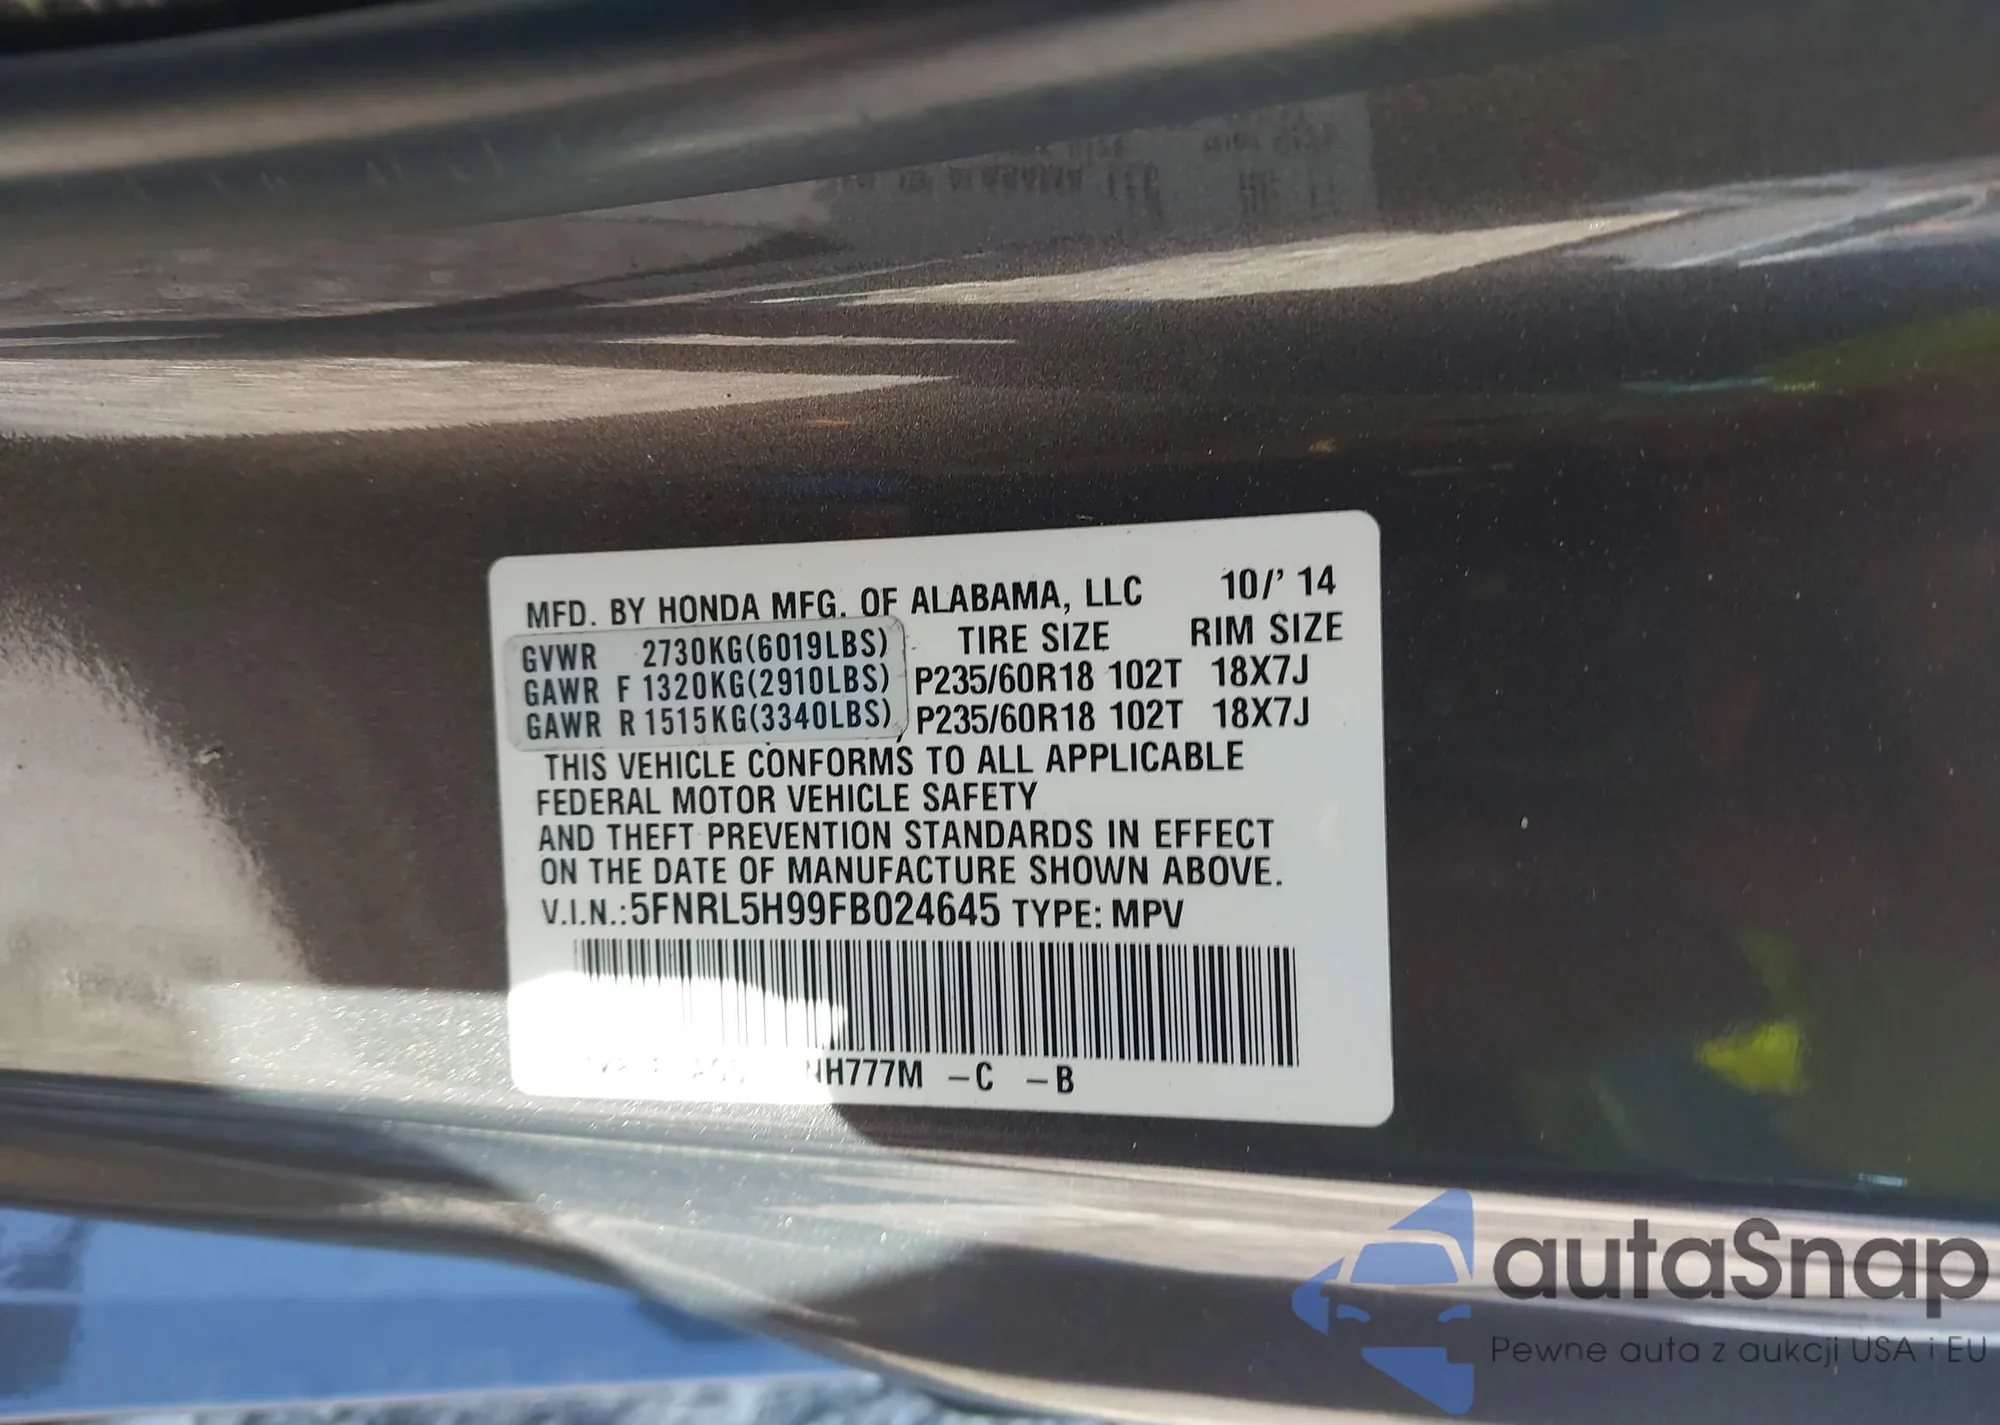 MFD. BY HONDA MFG. OF ALABAMA, LLC 10/' 14
GVWR 2730KG(6019LBS) TIRE SIZE RIM SIZE
GAWR F 1320KG(2910LBS) P235/60R18 102T 18X7J
GAWR R 1515KG(3340LBS) P235/60R18 102T 18X7J
THIS VEHICLE CONFORMS TO ALL APPLICABLE
FEDERAL MOTOR VEHICLE SAFETY
AND THEFT PREVENTION STANDARDS IN EFFECT
ON THE DATE OF MANUFACTURE SHOWN ABOVE.
V.I.N.:5FNRL5H99FB024645 TYPE: MPV
NH777M -C -B
autaSnap
Pewne auta z aukcji USA i EU